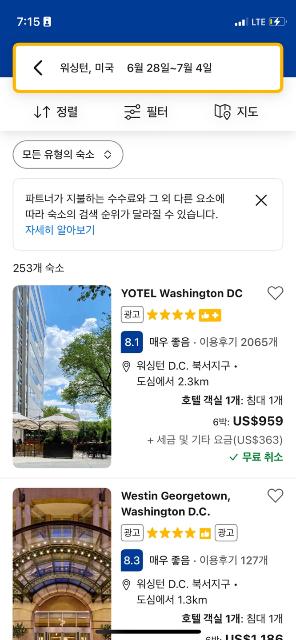 7:15 LTE
워싱턴, 미국 6월 28일~7월 4일
정렬 필터 지도
모든 유형의 숙소
파트너가 지불하는 수수료와 그 외 다른 요소에
따라 숙소의 검색 순위가 달라질 수 있습니다.
자세히 알아보기
253개 숙소
YOTEL Washington DC
광고
8.1 매우 좋음 · 이용후기 2065개
워싱턴 D.C. 북서지구 •
도심에서 2.3km
호텔 객실 1개: 침대 1개
6박: US$959
+ 세금 및 기타 요금(US$363)
무료 취소
Westin Georgetown,
Washington D.C.
광고 광고
8.3 매우 좋음 · 이용후기 127개
워싱턴 D.C. 북서지구 •
도심에서 1.3km
호텔 객실 1개: 침대 1개
6박: US$1,186